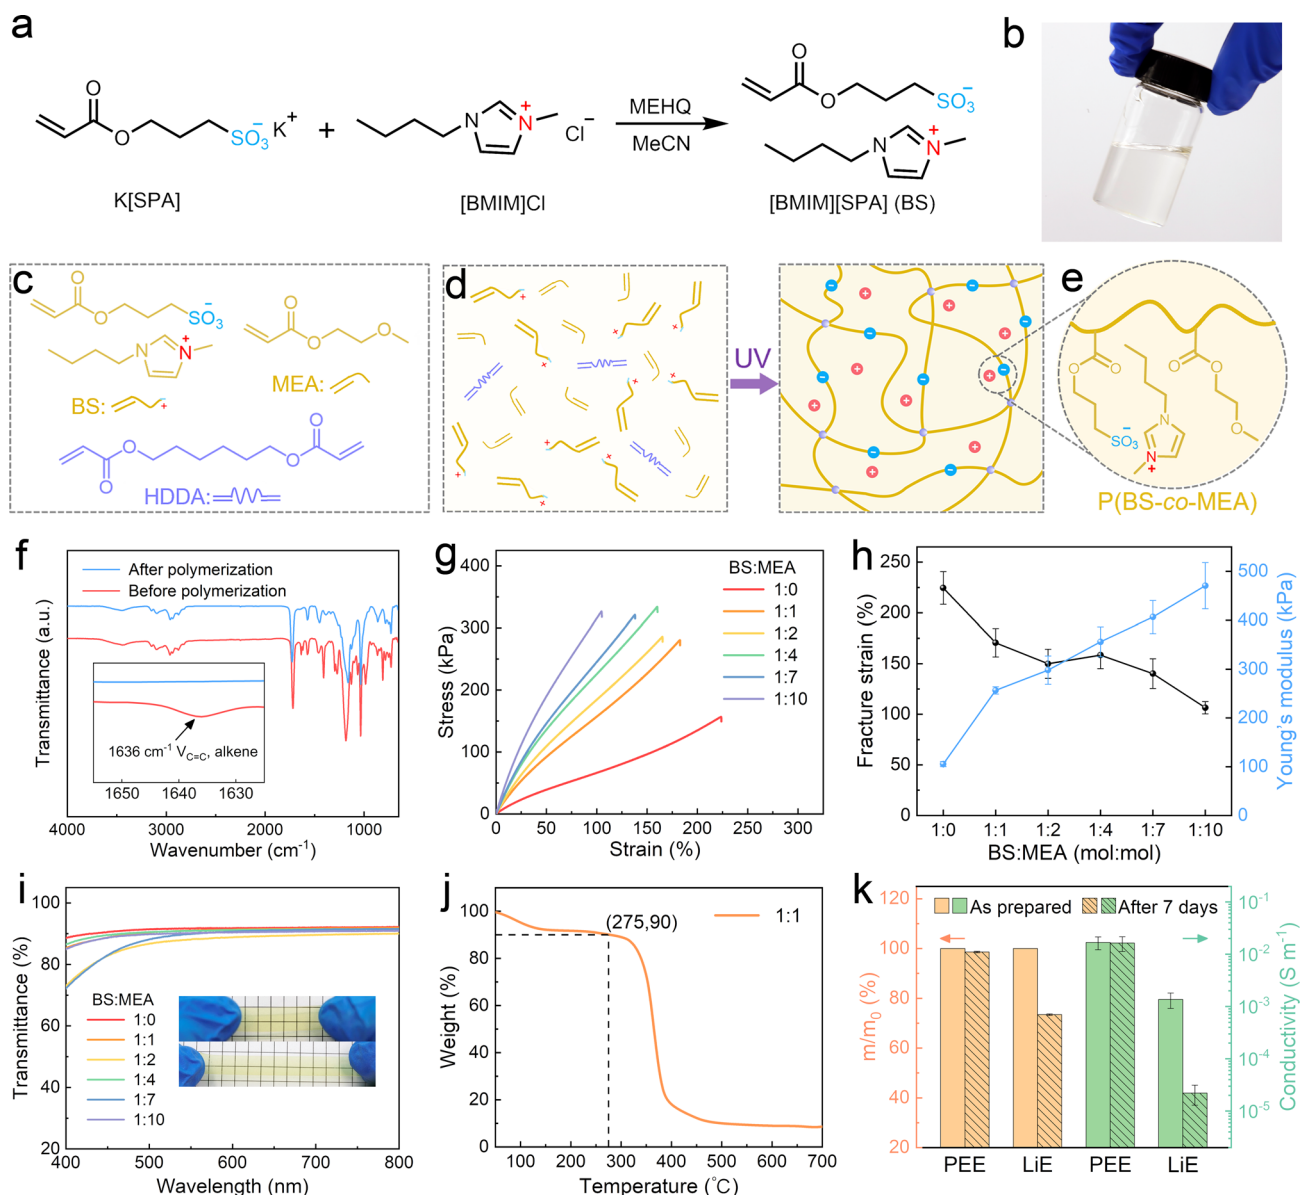 a
O
O
SO₃⁻
K⁺
K[SPA]
+
N
N⁺
Cl⁻
[BMIM]Cl
MEHQ
MeCN
O
O
SO₃⁻
N
N⁺
[BMIM][SPA] (BS)
b
c
O
O
SO₃⁻
N
N⁺
BS:
+
O
O
O
MEA:
O
O
O
O
HDDA:
d
UV
e
O
O
O
O
O
SO₃⁻
N
N
+
P(BS-co-MEA)
f
After polymerization
Before polymerization
Transmittance (a.u.)
1636 cm⁻¹ V_C=C, alkene
1650
1640
1630
4000
3000
2000
1000
Wavenumber (cm⁻¹)
g
BS:MEA
1:0
1:1
1:2
1:4
1:7
1:10
Stress (kPa)
400
300
200
100
0
0
50
100
150
200
250
300
Strain (%)
h
Fracture strain (%)
250
200
150
100
50
0
500
400
300
200
100
0
Young's modulus (kPa)
1:0
1:1
1:2
1:4
1:7
1:10
BS:MEA (mol:mol)
i
Transmittance (%)
100
80
60
40
20
BS:MEA
1:0
1:1
1:2
1:4
1:7
1:10
400
500
600
700
800
Wavelength (nm)
j
Weight (%)
100
80
60
40
20
0
(275,90)
1:1
100
200
300
400
500
600
700
Temperature (°C)
k
m/m₀ (%)
120
100
80
60
40
20
As prepared
After 7 days
10⁻¹
10⁻²
10⁻³
10⁻⁴
10⁻⁵
Conductivity (S m⁻¹)
PEE
LiE
PEE
LiE